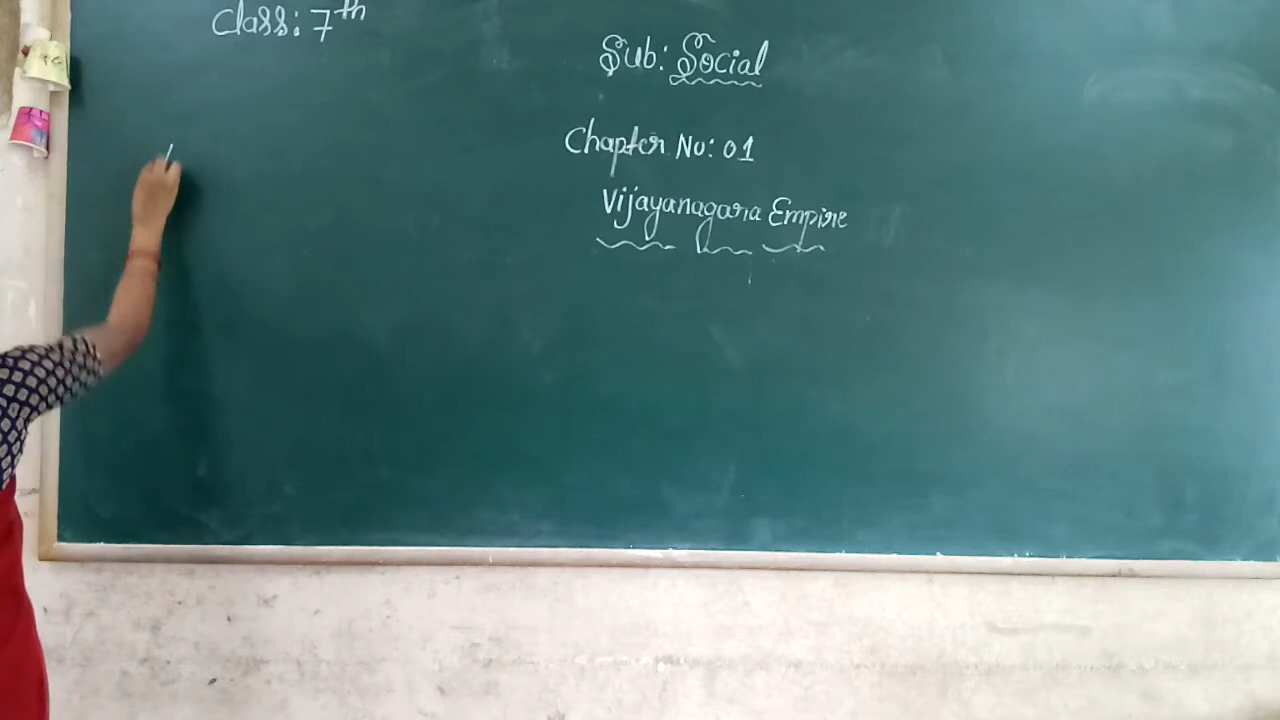 Class: 7th
Sub: Social
Chapter No: 01
Vijayanagara Empire